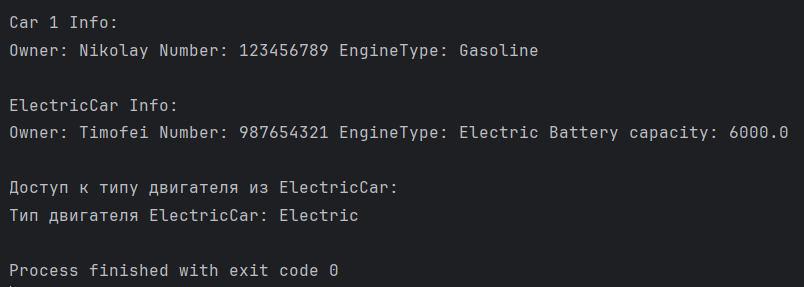 Car 1 Info:
Owner: Nikolay Number: 123456789 EngineType: Gasoline
ElectricCar Info:
Owner: Timofei Number: 987654321 EngineType: Electric Battery capacity: 6000.0
Доступ к типу двигателя из ElectricCar:
Тип двигателя ElectricCar: Electric
Process finished with exit code 0